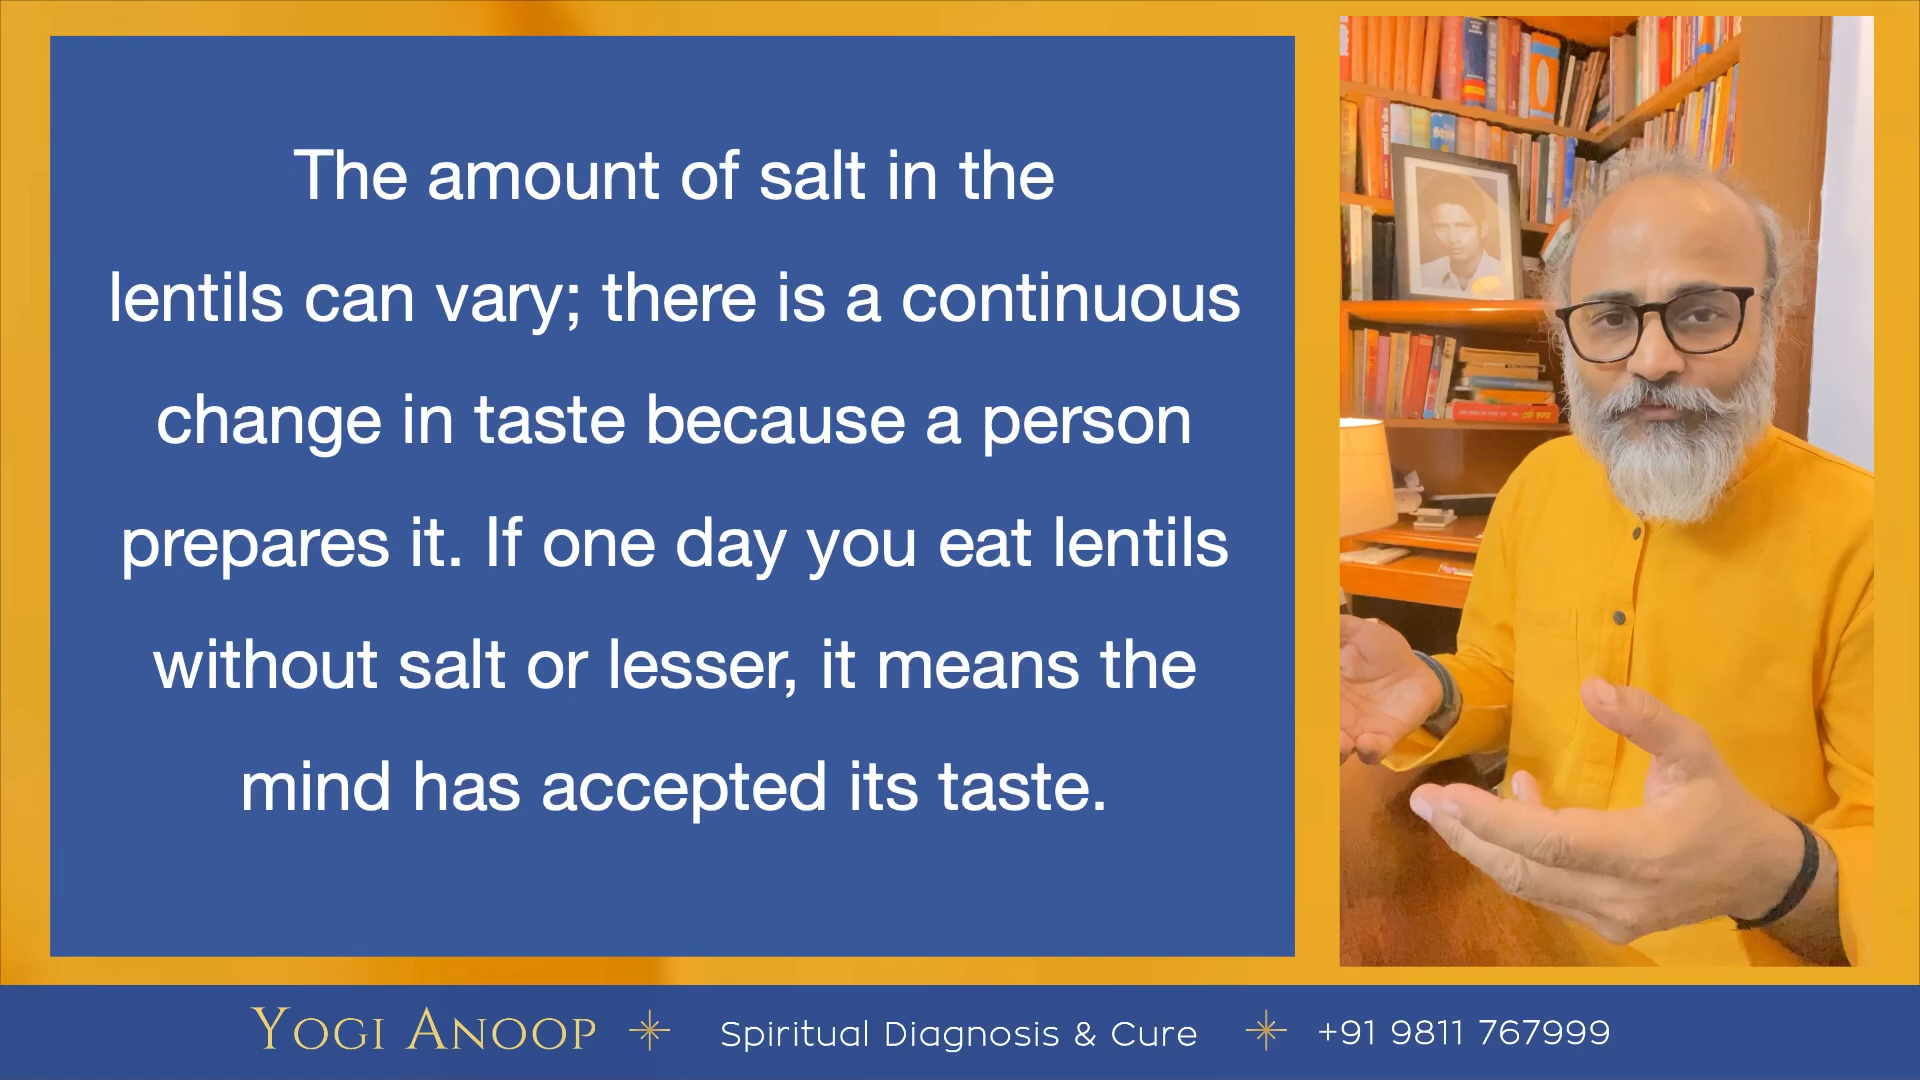 The amount of salt in the
lentils can vary; there is a continuous
change in taste because a person
prepares it. If one day you eat lentils
without salt or lesser, it means the
mind has accepted its taste.
Yogi Anoop
Spiritual Diagnosis & Cure
+91 9811 767999